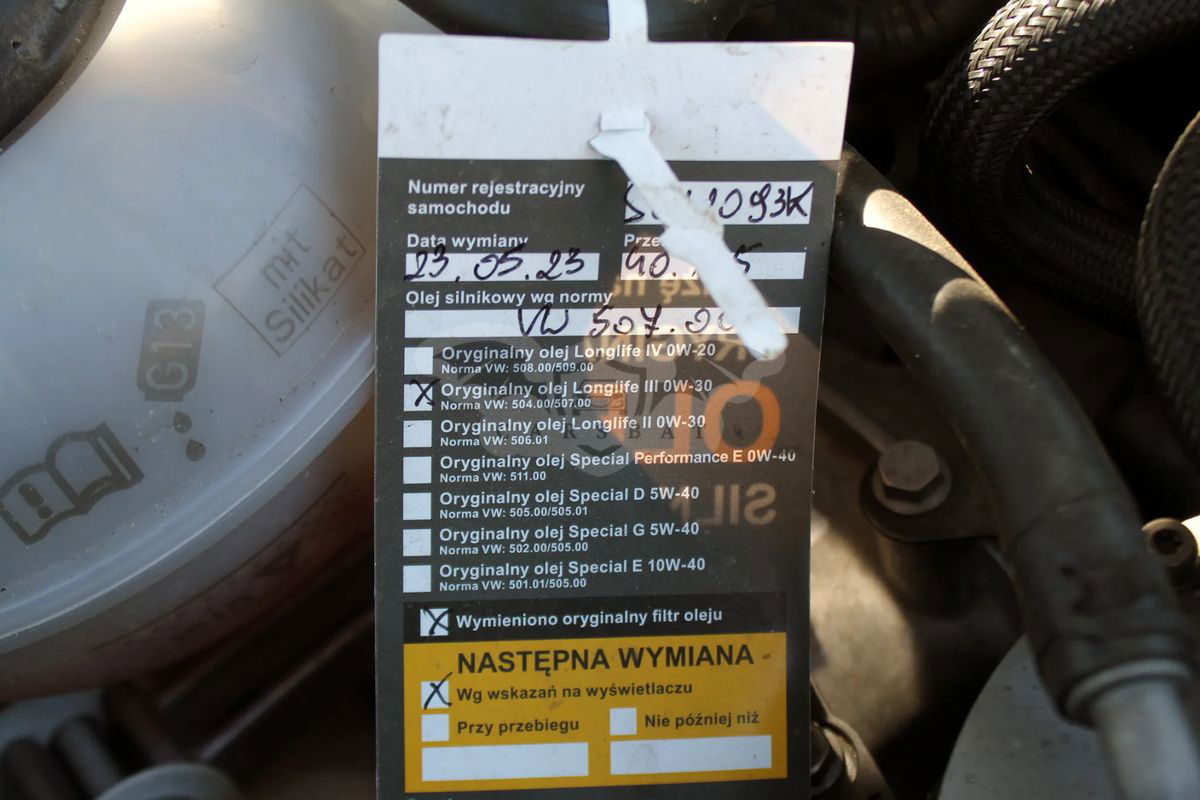 mit
Silikat
G13
min
Numer rejestracyjny
samochodu
1093K
Data wymiany
23.05.23
Olej silnikowy wg normy
VW 507.00
Oryginalny olej Longlife IV 0W-20
Norma VW: 508.00/509.00
X Oryginalny olej Longlife III 0W-30
Norma VW: 504.00/507.00
Oryginalny olej Longlife II 0W-30
Norma VW: 506.01
Oryginalny olej Special Performance E 0W-40
Norma VW: 511.00
Oryginalny olej Special D 5W-40
Norma VW: 505.00/505.01
Oryginalny olej Special G 5W-40
Norma VW: 502.00/505.00
Oryginalny olej Special E 10W-40
Norma VW: 501.01/505.00
X Wymieniono oryginalny filtr oleju
NASTĘPNA WYMIANA
X Wg wskazań na wyświetlaczu
Przy przebiegu
Nie później niż